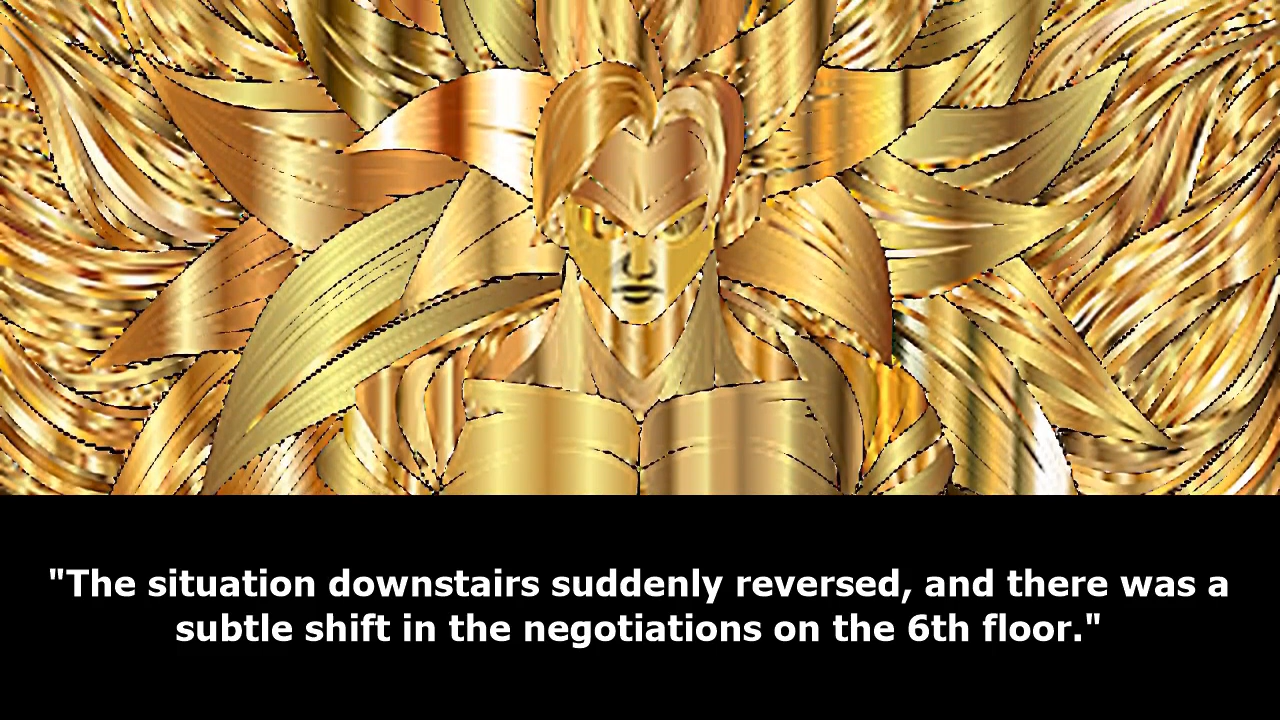 "The situation downstairs suddenly reversed, and there was a
subtle shift in the negotiations on the 6th floor."